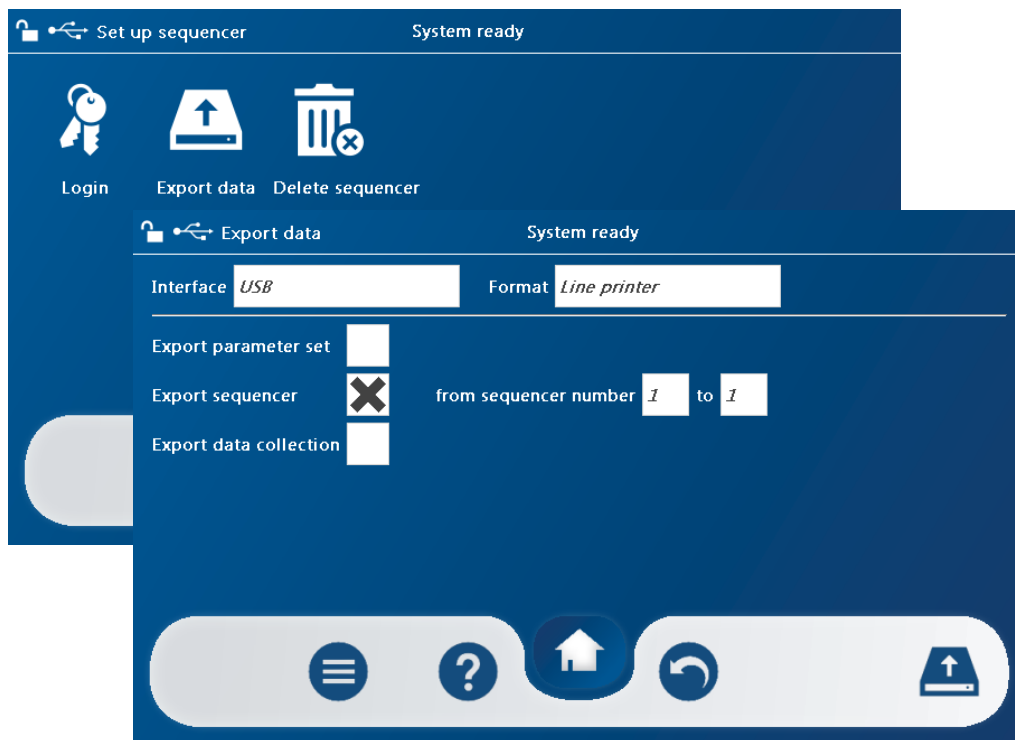 Set up sequencer System ready
Login Export data Delete sequencer
Export data System ready
Interface USB Format Line printer
Export parameter set
Export sequencer from sequencer number 1 to 1
Export data collection
?